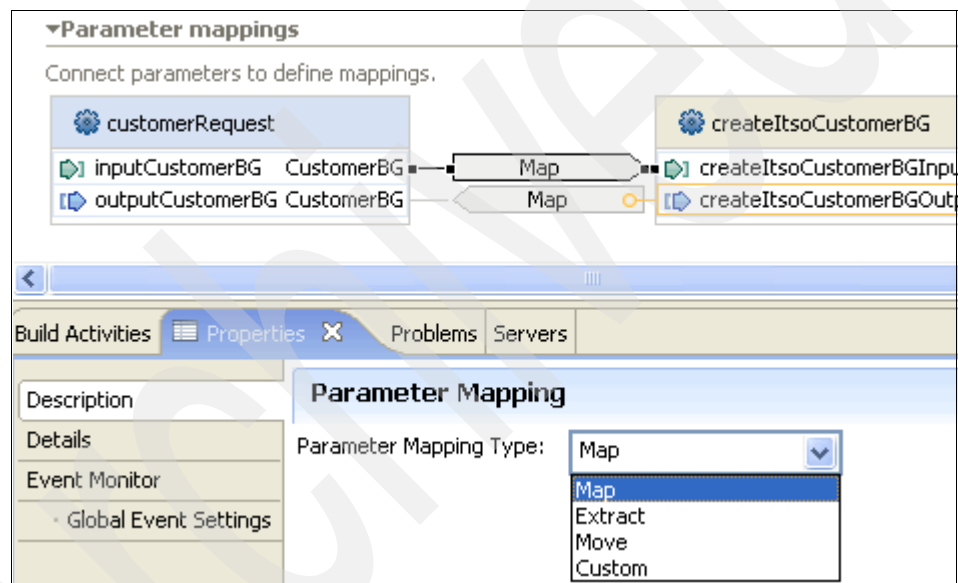 Parameter mappings
Connect parameters to define mappings.
customerRequest createItsoCustomerBG
inputCustomerBG CustomerBG Map createItsoCustomerBGInpu
outputCustomerBG CustomerBG Map createItsoCustomerBGOutp
Build Activities Properties Problems Servers
Description Parameter Mapping
Details Parameter Mapping Type: Map
Event Monitor Map
Global Event Settings Extract
Move
Custom